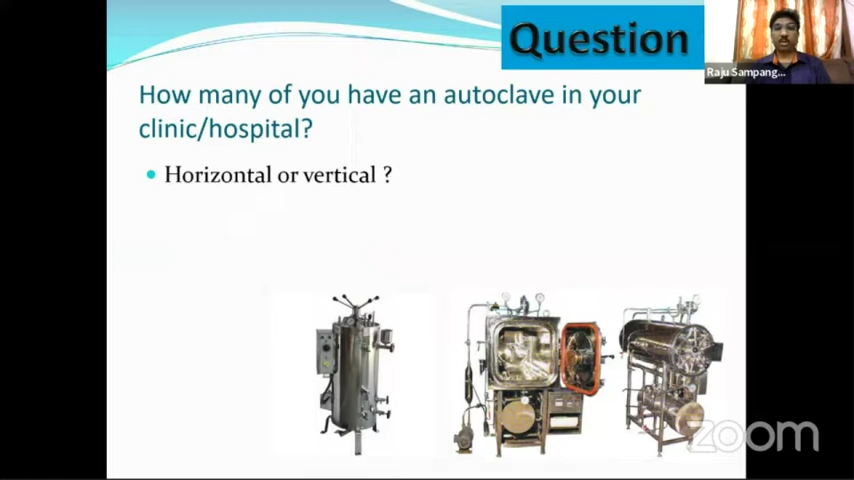 Question
Raju Sampang...
How many of you have an autoclave in your
clinic/hospital?
• Horizontal or vertical ?
zoom